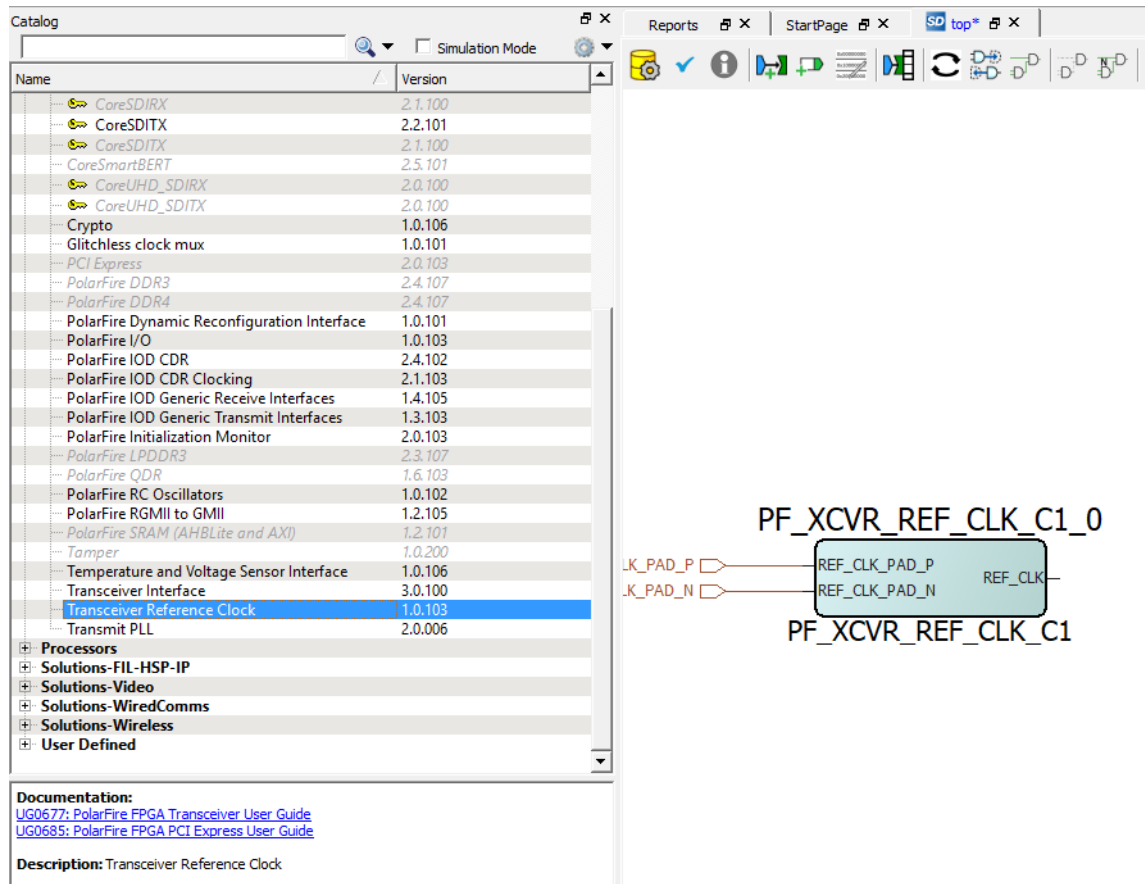 Catalog
Simulation Mode
Name Version
CoreSDIRX 2.1.100
CoreSDITX 2.2.101
CoreSDITX 2.1.100
CoreSmartBERT 2.5.101
CoreUHD_SDIRX 2.0.100
CoreUHD_SDITX 2.0.100
Crypto 1.0.106
Glitchless clock mux 1.0.101
PCI Express 2.0.103
PolarFire DDR3 2.4.107
PolarFire DDR4 2.4.107
PolarFire Dynamic Reconfiguration Interface 1.0.101
PolarFire I/O 1.0.103
PolarFire IOD CDR 2.4.102
PolarFire IOD CDR Clocking 2.1.103
PolarFire IOD Generic Receive Interfaces 1.4.105
PolarFire IOD Generic Transmit Interfaces 1.3.103
PolarFire Initialization Monitor 2.0.103
PolarFire LPDDR3 2.3.107
PolarFire QDR 1.6.103
PolarFire RC Oscillators 1.0.102
PolarFire RGMII to GMII 1.2.105
PolarFire SRAM (AHBLite and AXI) 1.2.101
Tamper 1.0.200
Temperature and Voltage Sensor Interface 1.0.106
Transceiver Interface 3.0.100
Transceiver Reference Clock 1.0.103
Transmit PLL 2.0.006
Processors
Solutions-FIL-HSP-IP
Solutions-Video
Solutions-WiredComms
Solutions-Wireless
User Defined
Documentation:
UG0677: PolarFire FPGA Transceiver User Guide
UG0685: PolarFire FPGA PCI Express User Guide
Description: Transceiver Reference Clock
Reports StartPage SD top*
PF_XCVR_REF_CLK_C1_0
LK_PAD_P REF_CLK_PAD_P
REF_CLK
LK_PAD_N REF_CLK_PAD_N
PF_XCVR_REF_CLK_C1